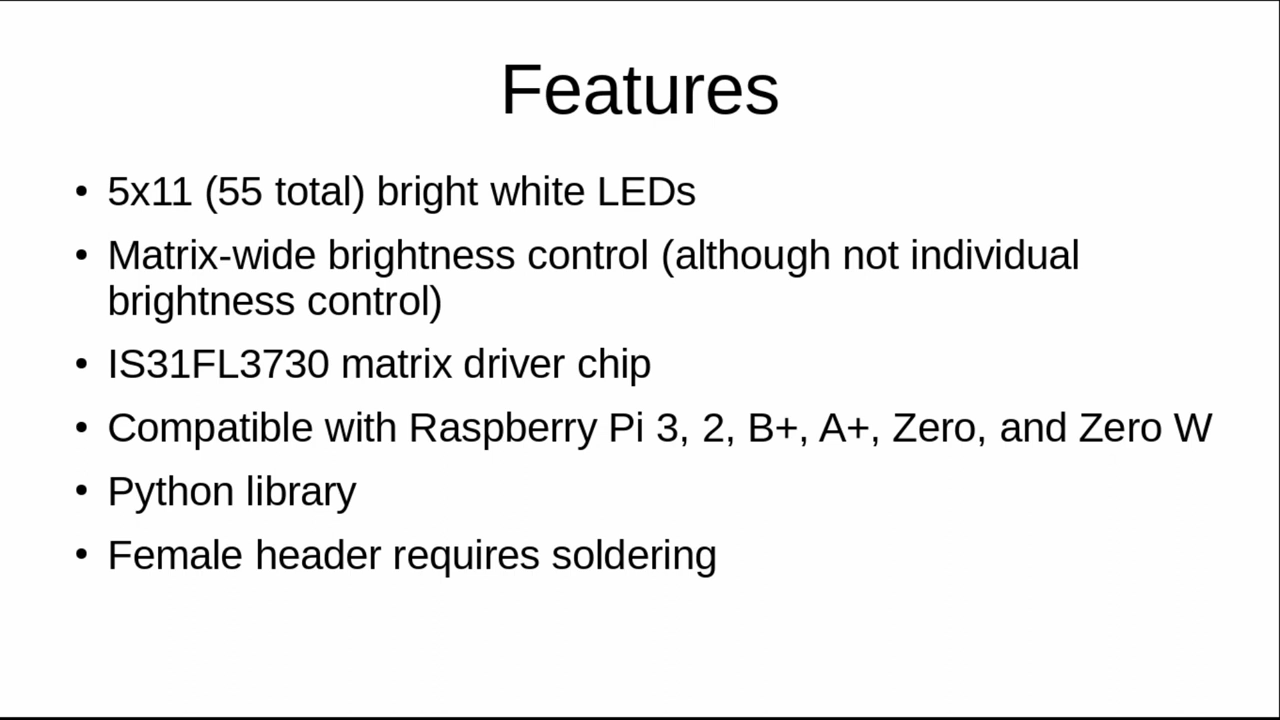 Features
• 5x11 (55 total) bright white LEDs
• Matrix-wide brightness control (although not individual
brightness control)
• IS31FL3730 matrix driver chip
• Compatible with Raspberry Pi 3, 2, B+, A+, Zero, and Zero W
• Python library
• Female header requires soldering